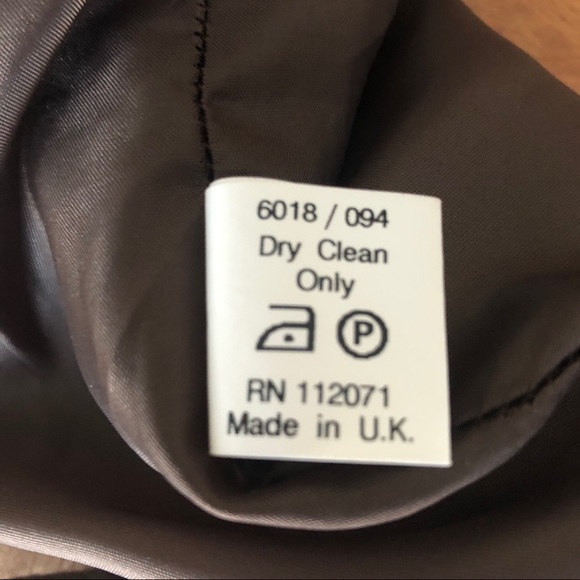 6018 / 094
Dry Clean
Only
P
RN 112071
Made in U.K.